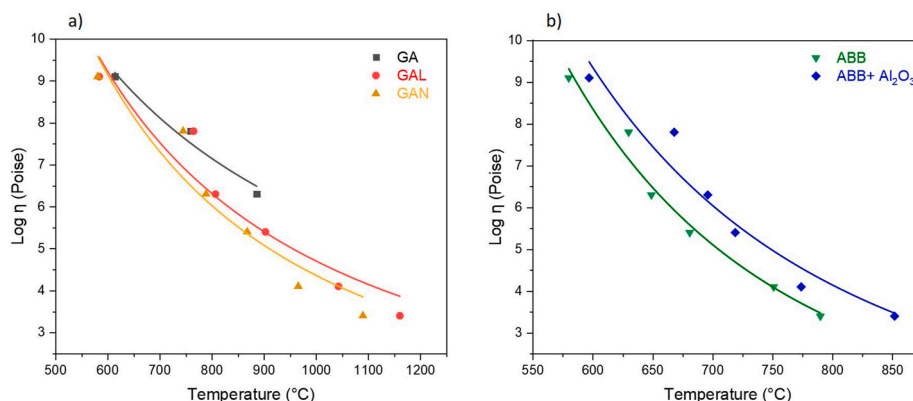 a)
GA
GAL
GAN
10
9
8
7
6
5
4
3
Log η (Poise)
500 600 700 800 900 1000 1100 1200
Temperature (°C)
b)
ABB
ABB+ Al₂O₃
10
9
8
7
6
5
4
3
Log η (Poise)
550 600 650 700 750 800 850
Temperature (°C)